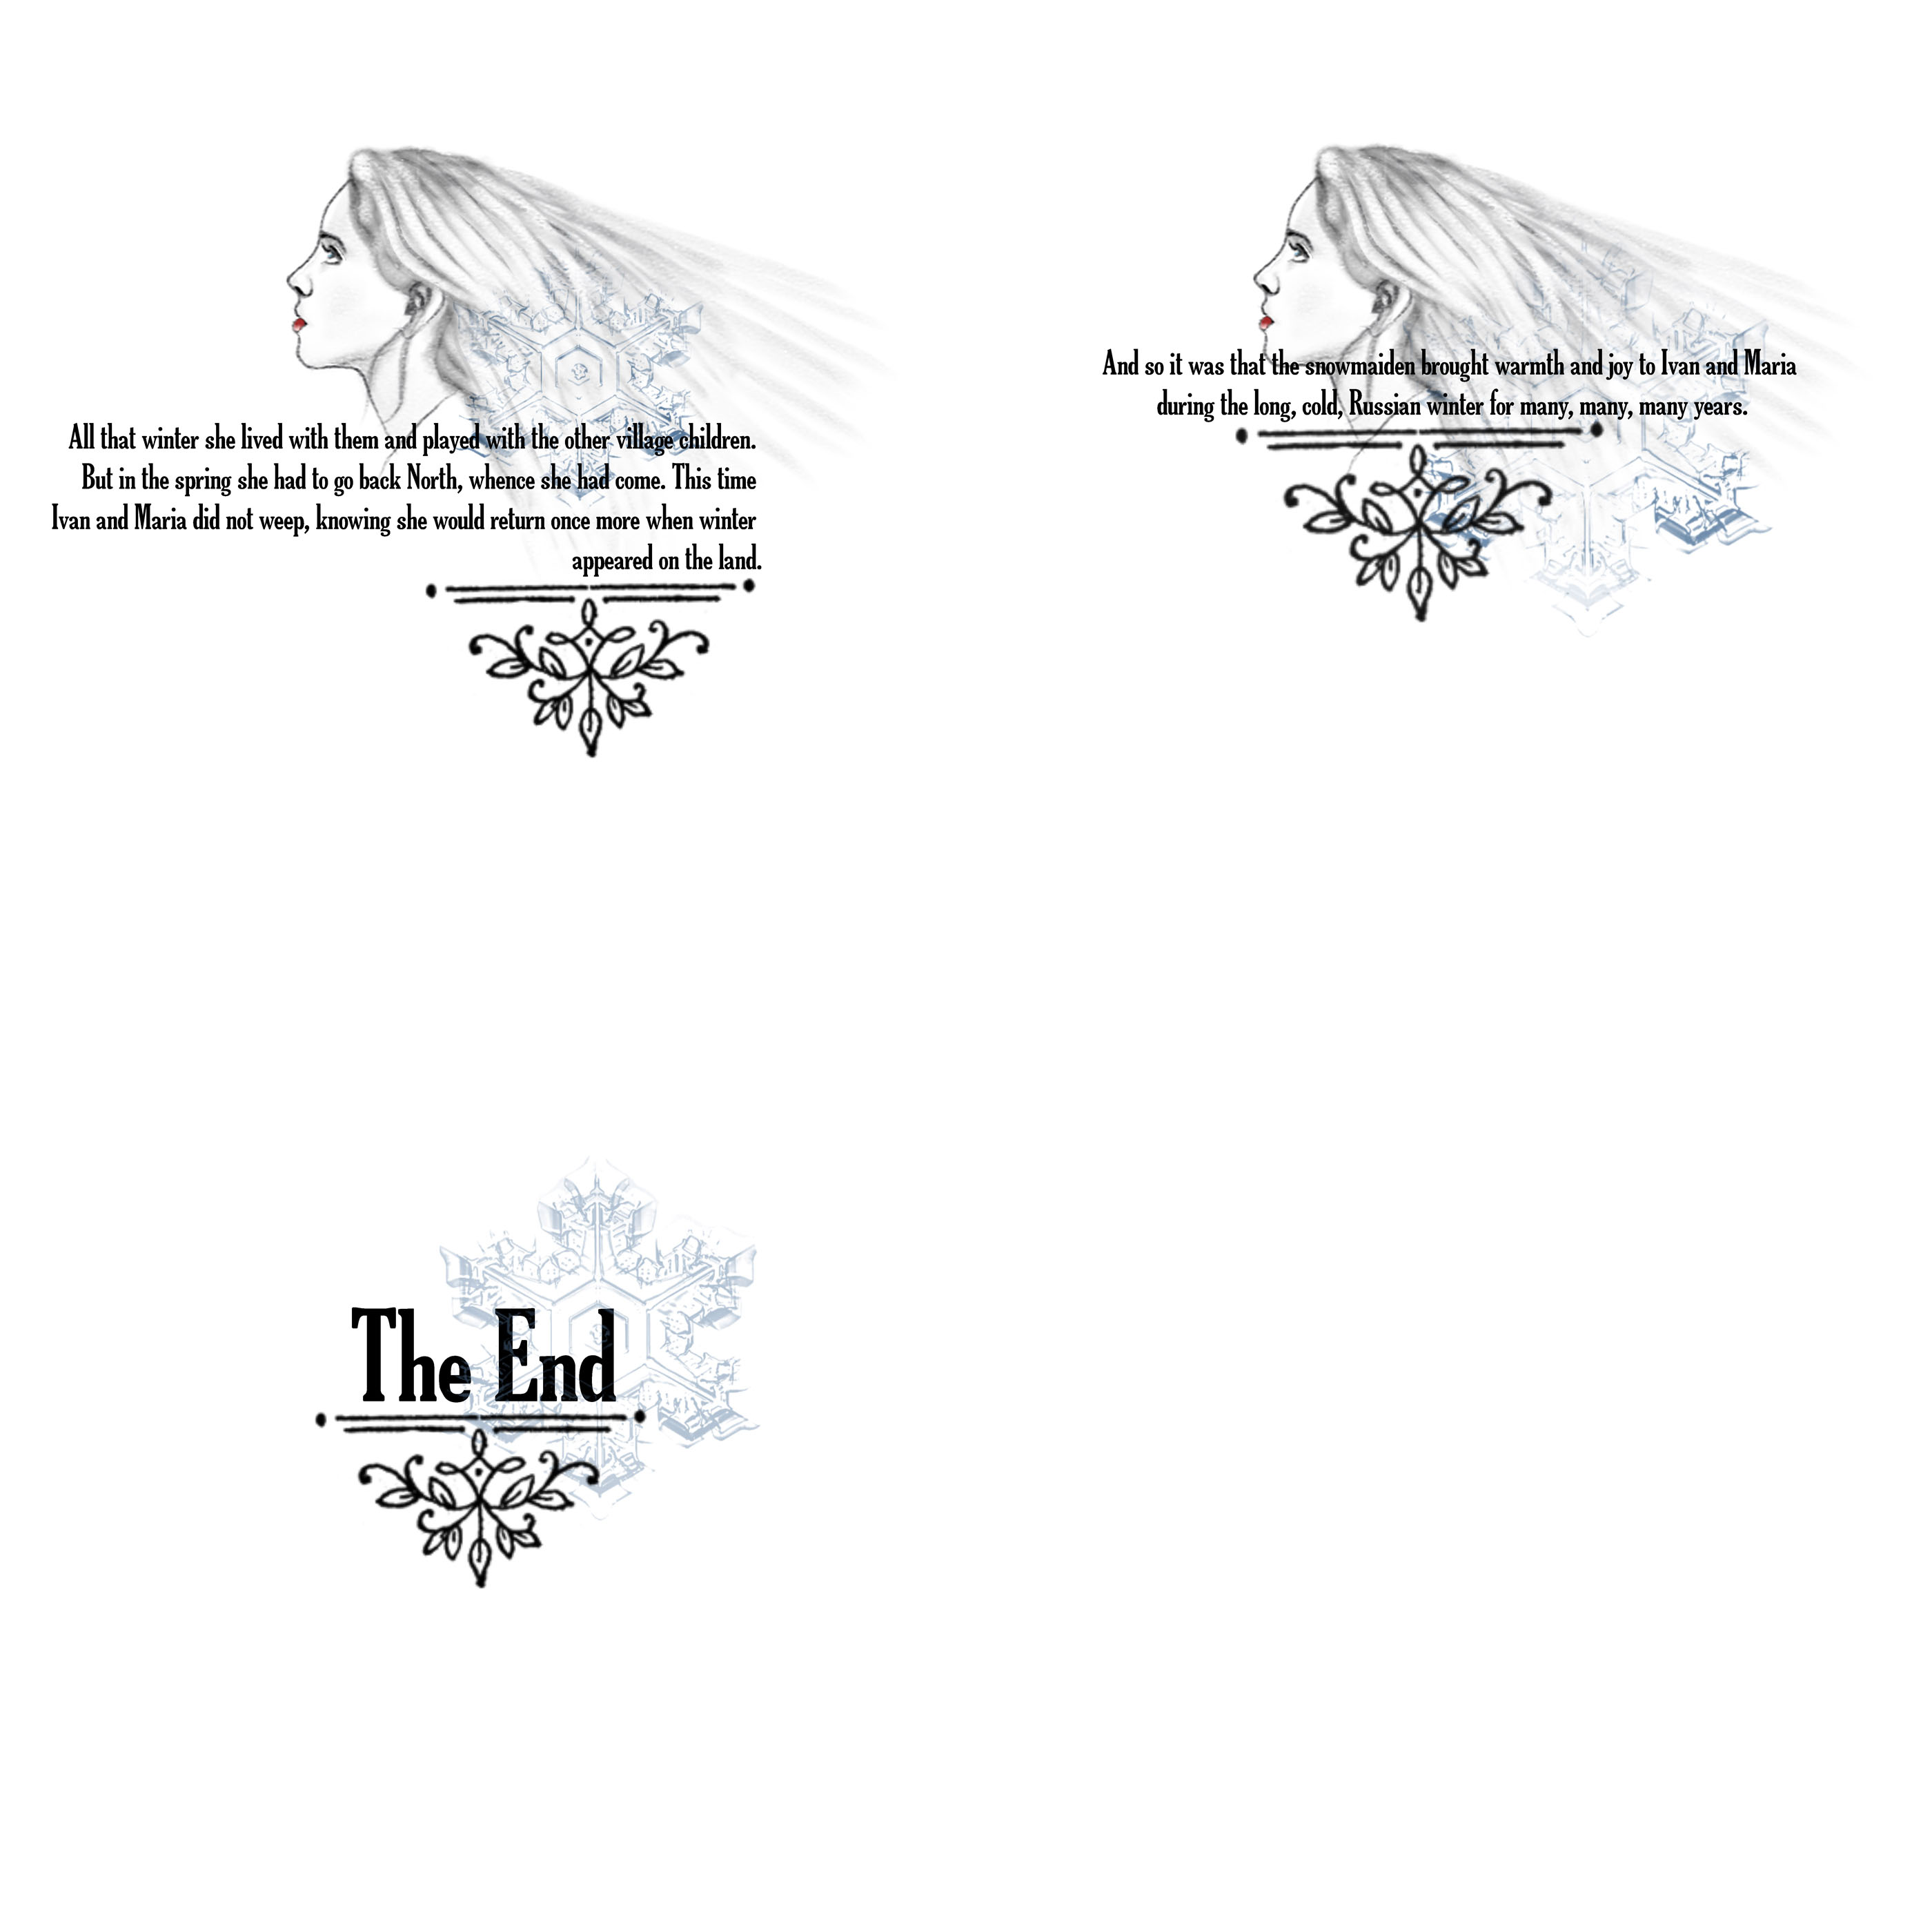 All that winter she lived with them and played with the other village children.
But in the spring she had to go back North, whence she had come. This time
Ivan and Maria did not weep, knowing she would return once more when winter
appeared on the land.
And so it was that the snowmaiden brought warmth and joy to Ivan and Maria
during the long, cold, Russian winter for many, many, many years.
The End